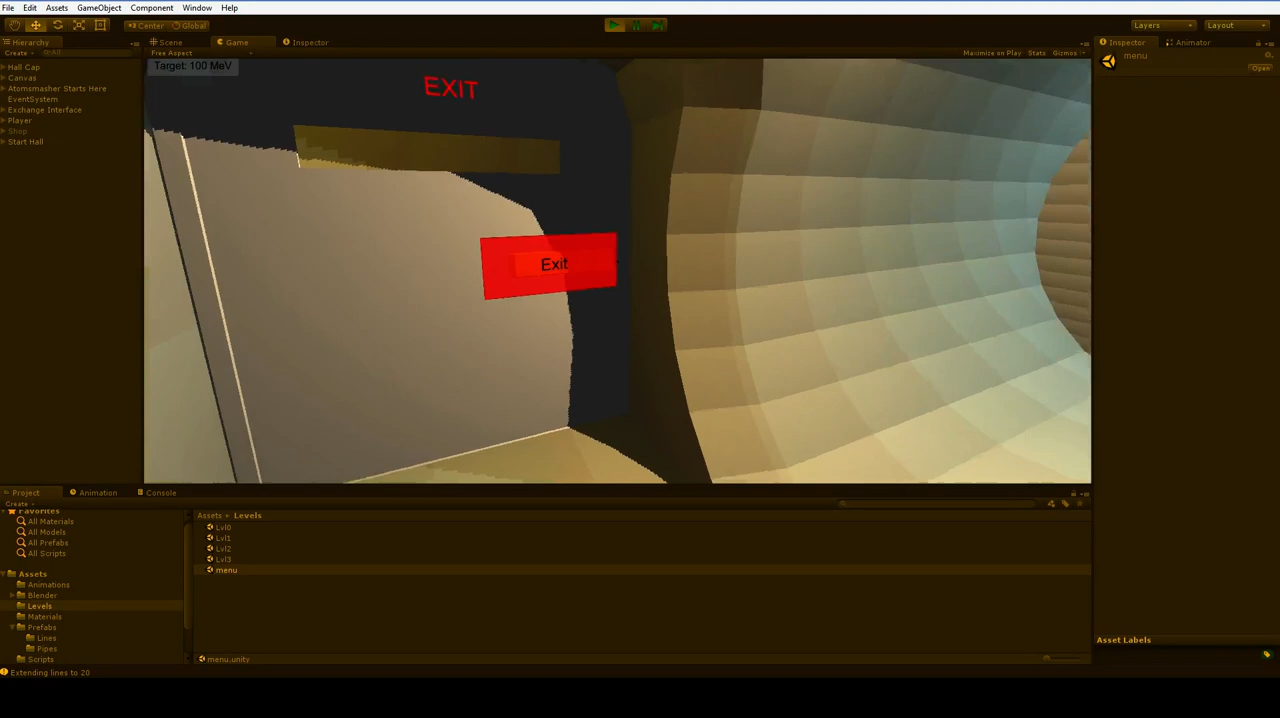 File Edit Assets GameObject Component Window Help
Center Global
Layers Layout
Hierarchy
Scene Game Inspector
Inspector Animator
Create All
Free Aspect
Maximize on Play Stats Gizmos
menu
Open
Hall Cap
Canvas
Atomsmasher Starts Here
EventSystem
Exchange Interface
Player
Shop
Start Hall
Target: 100 MeV
EXIT
Exit
Project Animation Console
Create
Favorites
All Materials
All Models
All Prefabs
All Scripts
Assets
Animations
Blender
Levels
Materials
Prefabs
Lines
Pipes
Scripts
Assets Levels
Lvl0
Lvl1
Lvl2
Lvl3
menu
menu.unity
Asset Labels
Extending lines to 20